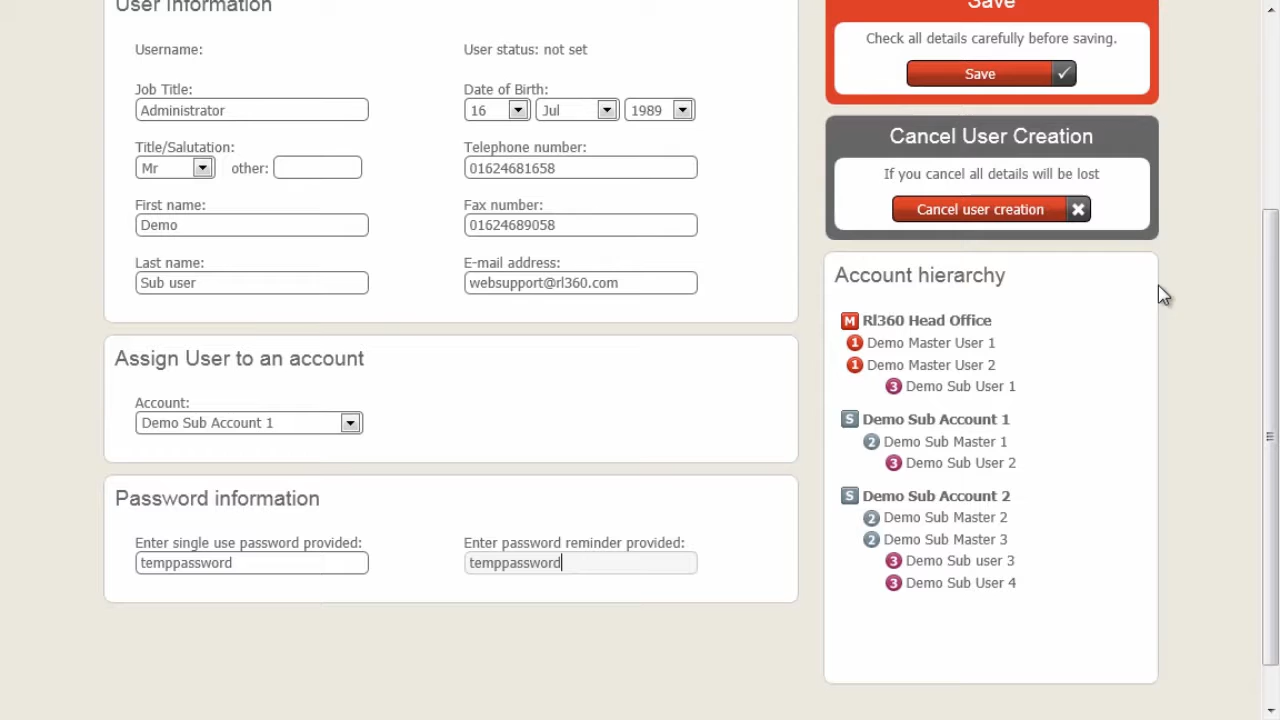 User Information
Username:
User status: not set
Job Title:
Administrator
Date of Birth:
16 Jul 1989
Title/Salutation:
Mr other:
Telephone number:
01624681658
First name:
Demo
Fax number:
01624689058
Last name:
Sub user
E-mail address:
websupport@rl360.com
Assign User to an account
Account:
Demo Sub Account 1
Password information
Enter single use password provided:
temppassword
Enter password reminder provided:
temppassword
Save
Check all details carefully before saving.
Save
Cancel User Creation
If you cancel all details will be lost
Cancel user creation
Account hierarchy
M Rl360 Head Office
1 Demo Master User 1
1 Demo Master User 2
3 Demo Sub User 1
S Demo Sub Account 1
2 Demo Sub Master 1
3 Demo Sub User 2
S Demo Sub Account 2
2 Demo Sub Master 2
2 Demo Sub Master 3
3 Demo Sub user 3
3 Demo Sub User 4